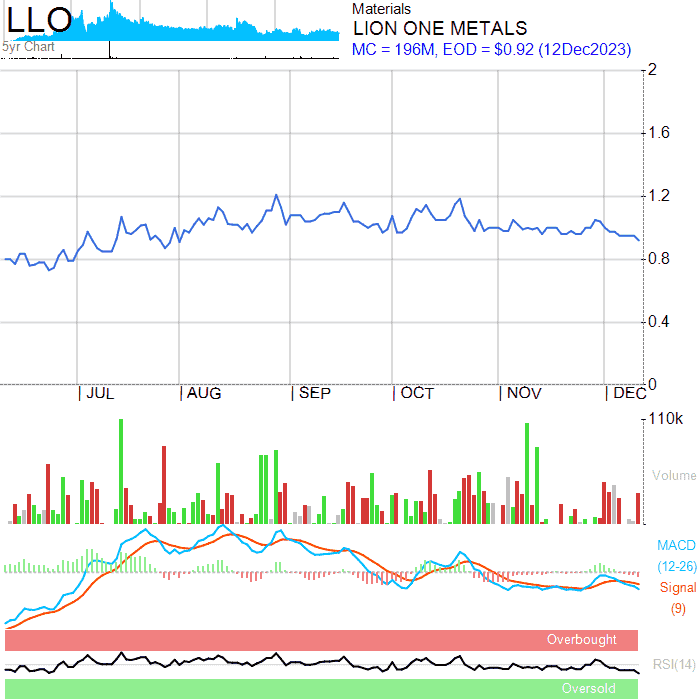 LLO
5yr Chart
Materials
LION ONE METALS
MC = 196M, EOD = $0.92 (12Dec2023)
2
1.6
1.2
0.8
0.4
0
| JUL | AUG | SEP | OCT | NOV | DEC
110k
Volume
MACD
(12-26)
Signal
(9)
Overbought
RSI(14)
Oversold